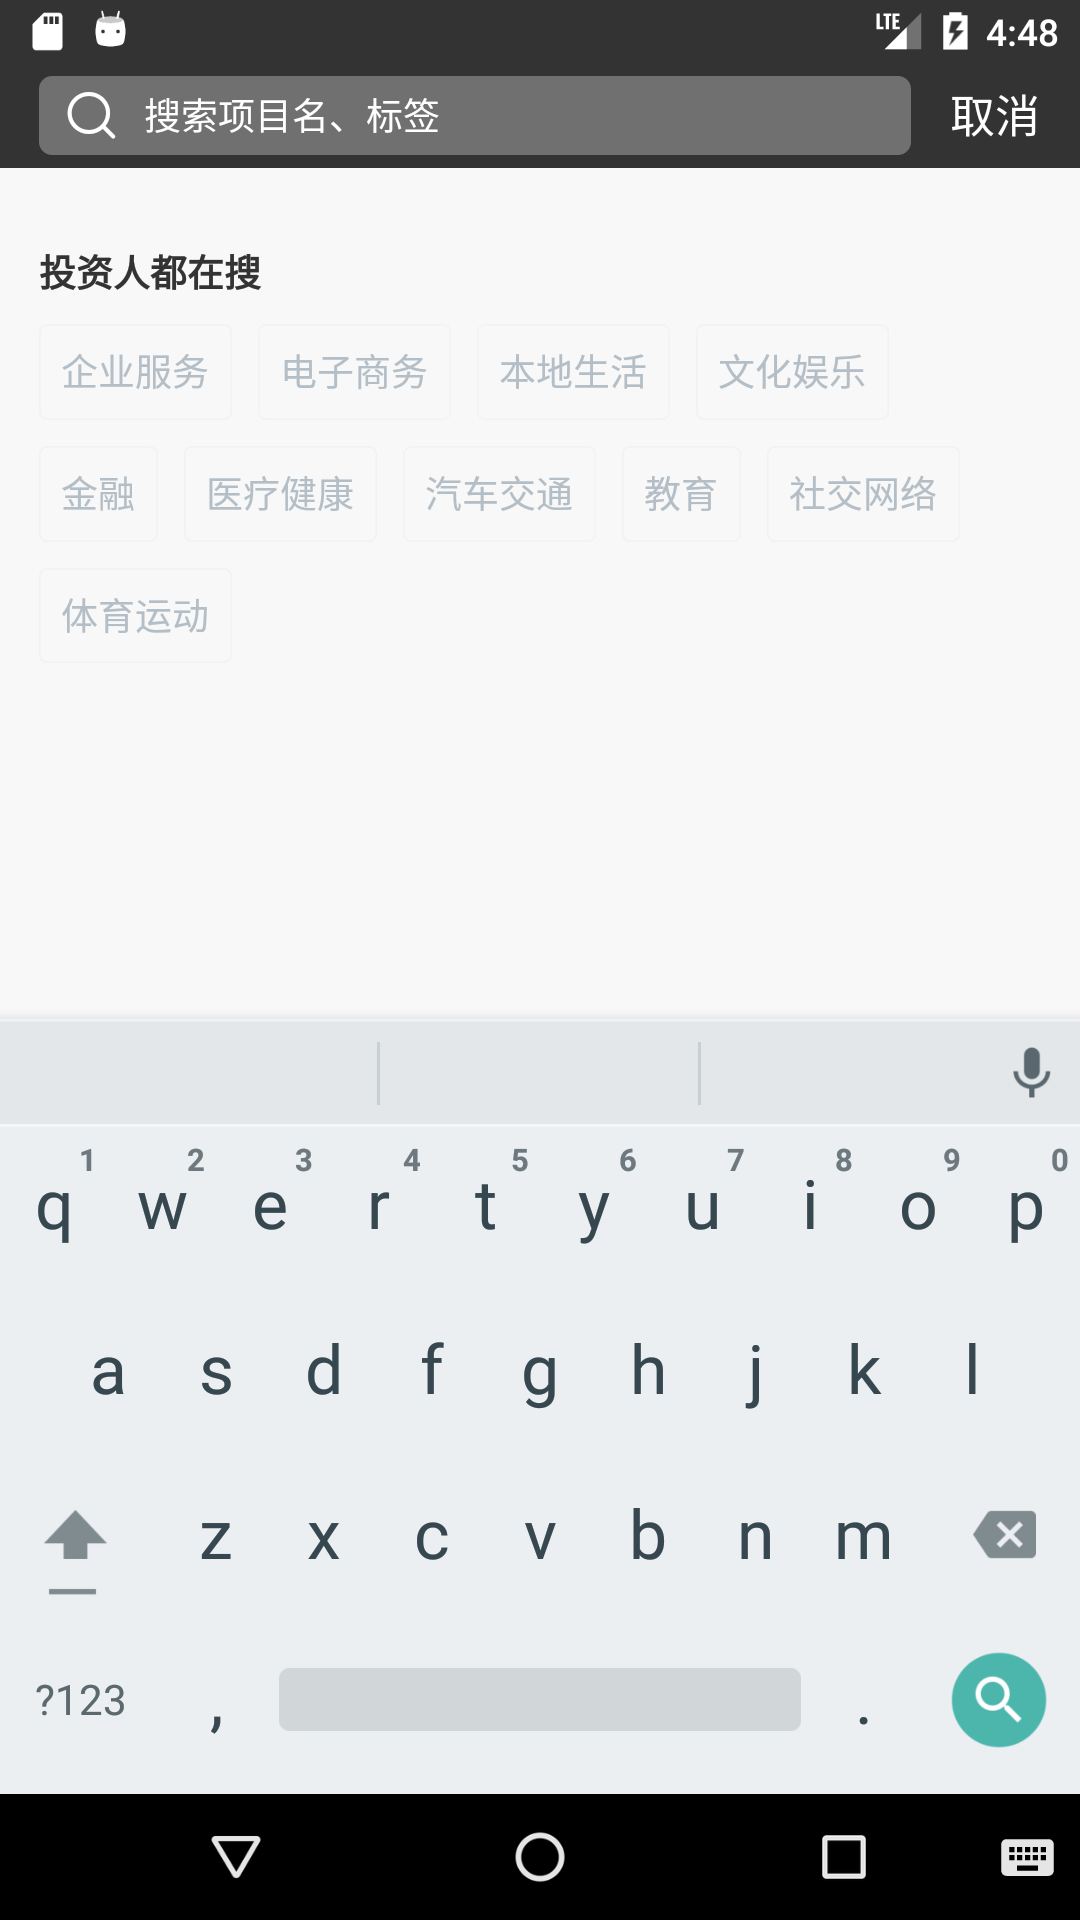 LTE 4:48
搜索项目名、标签 取消
投资人都在搜
企业服务 电子商务 本地生活 文化娱乐
金融 医疗健康 汽车交通 教育 社交网络
体育运动
1 2 3 4 5 6 7 8 9 0
q w e r t y u i o p
a s d f g h j k l
z x c v b n m
?123 , .